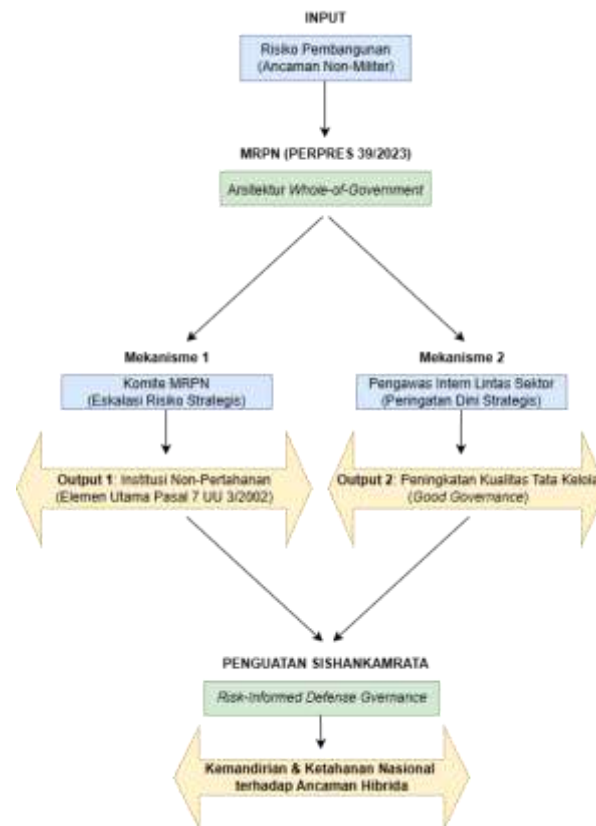 INPUT
Risiko Pembangunan
(Ancaman Non-Militer)
MRPN (PERPRES 39/2023)
Arsitektur Whole-of-Government
Mekanisme 1
Komite MRPN
(Eskalasi Risiko Strategis)
Output 1: Institusi Non-Pertahanan
(Elemen Utama Pasal 7 UU 3/2002)
Mekanisme 2
Pengawas Intern Lintas Sektor
(Peringatan Dini Strategis)
Output 2: Peningkatan Kualitas Tata Kelola
(Good Governance)
PENGUATAN SISHANKAMRATA
Risk-Informed Defense Gvernance
Kemandirian & Ketahanan Nasional
terhadap Ancaman Hibrida